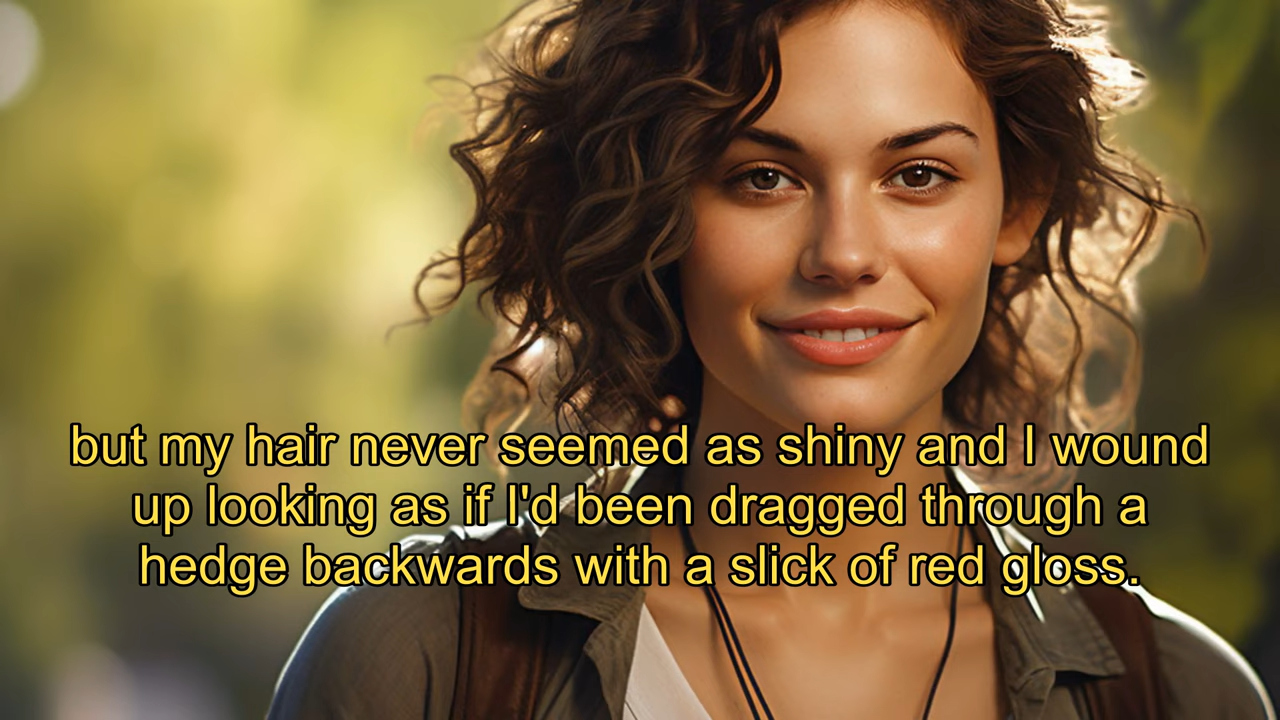 but my hair never seemed as shiny and I wound
up looking as if I'd been dragged through a
hedge backwards with a slick of red gloss.